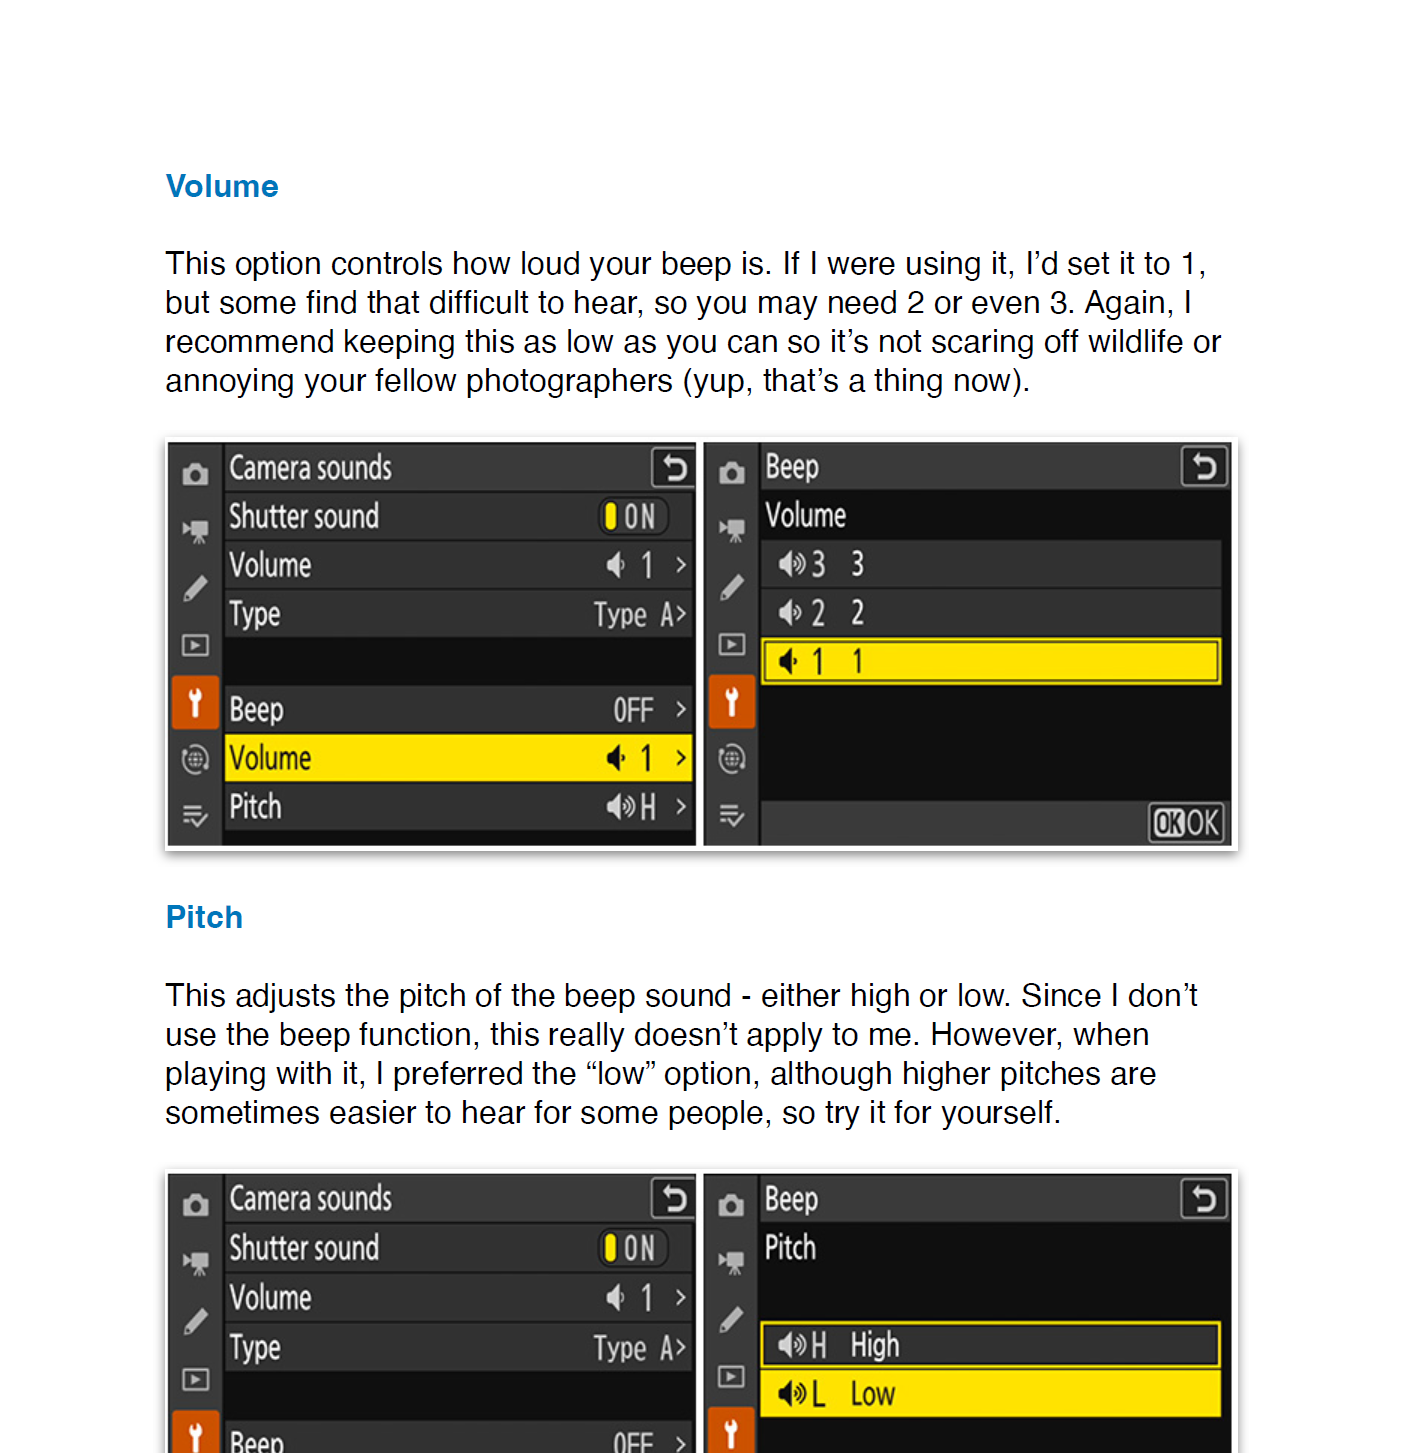 Volume
This option controls how loud your beep is. If I were using it, I’d set it to 1,
but some find that difficult to hear, so you may need 2 or even 3. Again, I
recommend keeping this as low as you can so it’s not scaring off wildlife or
annoying your fellow photographers (yup, that’s a thing now).
Camera sounds
Shutter sound ON
Volume 1 >
Type Type A>
Beep OFF >
Volume 1 >
Pitch H >
Beep
Volume
3 3
2 2
1 1
OK OK
Pitch
This adjusts the pitch of the beep sound - either high or low. Since I don’t
use the beep function, this really doesn’t apply to me. However, when
playing with it, I preferred the “low” option, although higher pitches are
sometimes easier to hear for some people, so try it for yourself.
Camera sounds
Shutter sound ON
Volume 1 >
Type Type A>
Beep OFF >
Beep
Pitch
H High
L Low